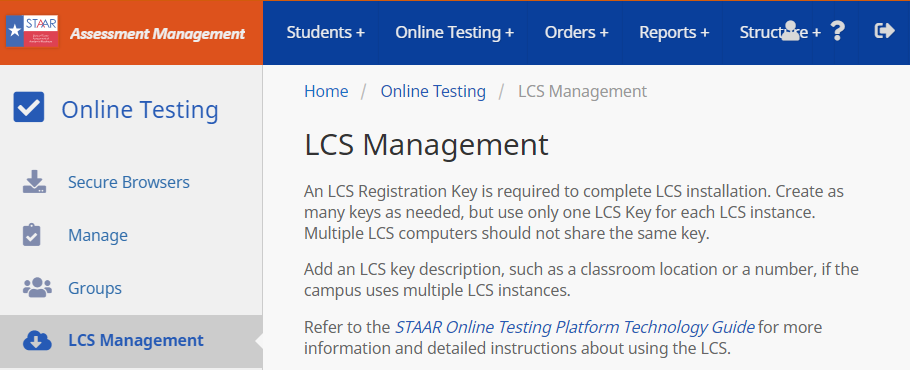 STAAR
Assessment Management
Students +
Online Testing +
Orders +
Reports +
Structure +
?
Online Testing
Secure Browsers
Manage
Groups
LCS Management
Home / Online Testing / LCS Management
LCS Management
An LCS Registration Key is required to complete LCS installation. Create as
many keys as needed, but use only one LCS Key for each LCS instance.
Multiple LCS computers should not share the same key.
Add an LCS key description, such as a classroom location or a number, if the
campus uses multiple LCS instances.
Refer to the STAAR Online Testing Platform Technology Guide for more
information and detailed instructions about using the LCS.